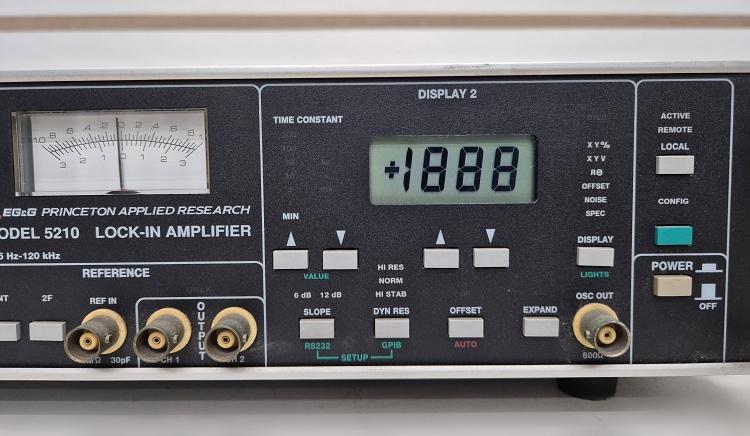 DISPLAY 2
TIME CONSTANT
ACTIVE
REMOTE
LOCAL
+1888
X Y %
X Y V
R Θ
OFFSET
NOISE
SPEC
CONFIG
EG&G PRINCETON APPLIED RESEARCH
MODEL 5210 LOCK-IN AMPLIFIER
5 Hz-120 kHz
MIN
VALUE
HI RES
NORM
HI STAB
DISPLAY
LIGHTS
POWER
OFF
REFERENCE
UNLK
6 dB 12 dB
2F
REF IN
OUTPUT
SLOPE
DYN RES
OFFSET
EXPAND
OSC OUT
RS232
GPIB
AUTO
SETUP
30pF
CH 1
CH 2
600Ω